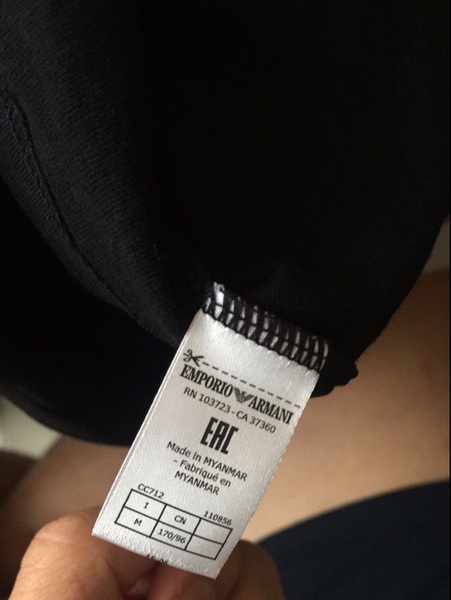 EMPORIO ARMANI
RN 103723 - CA 37360
EAC
Made in MYANMAR
- Fabriqué en
MYANMAR
CC712 110856
I CN
M 170/96